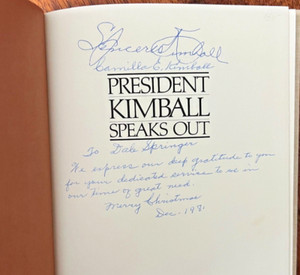 Spencer W. Kimball
Camilla E. Kimball
PRESIDENT
KIMBALL
SPEAKS OUT
To Dale Springer
We express our deep gratitude to you
for your dedicated service to us in
our time of great need.
Merry Christmas
Dec. 1981